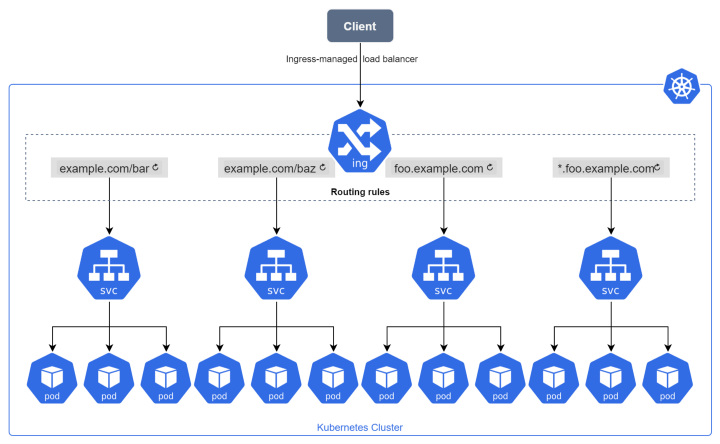 Client
Ingress-managed load balancer
ing
example.com/bar
example.com/baz
foo.example.com
*.foo.example.com
Routing rules
svc
svc
svc
svc
pod
pod
pod
pod
pod
pod
pod
pod
pod
pod
pod
pod
Kubernetes Cluster